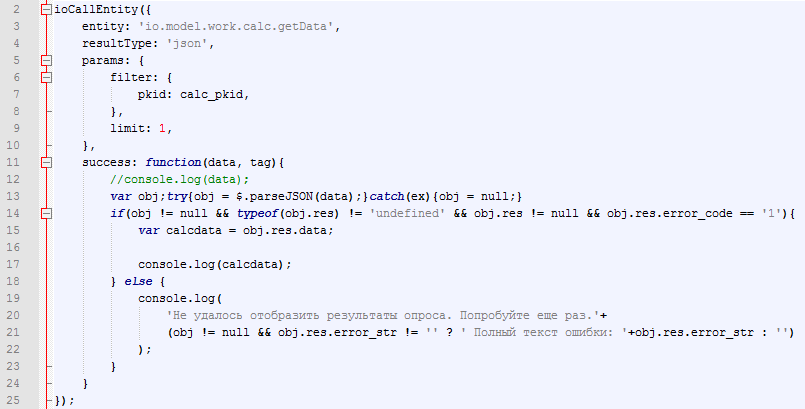 2 ioCallEntity({
3     entity: 'io.model.work.calc.getData',
4     resultType: 'json',
5     params: {
6         filter: {
7             pkid: calc_pkid,
8         },
9         limit: 1,
10     },
11     success: function(data, tag){
12         //console.log(data);
13         var obj;try{obj = $.parseJSON(data);}catch(ex){obj = null;}
14         if(obj != null && typeof(obj.res) != 'undefined' && obj.res != null && obj.res.error_code == '1'){
15             var calcdata = obj.res.data;
16
17             console.log(calcdata);
18         } else {
19             console.log(
20                 'Не удалось отобразить результаты опроса. Попробуйте еще раз.'+
21                 (obj != null && obj.res.error_str != '' ? ' Полный текст ошибки: '+obj.res.error_str : '')
22             );
23         }
24     }
25 });